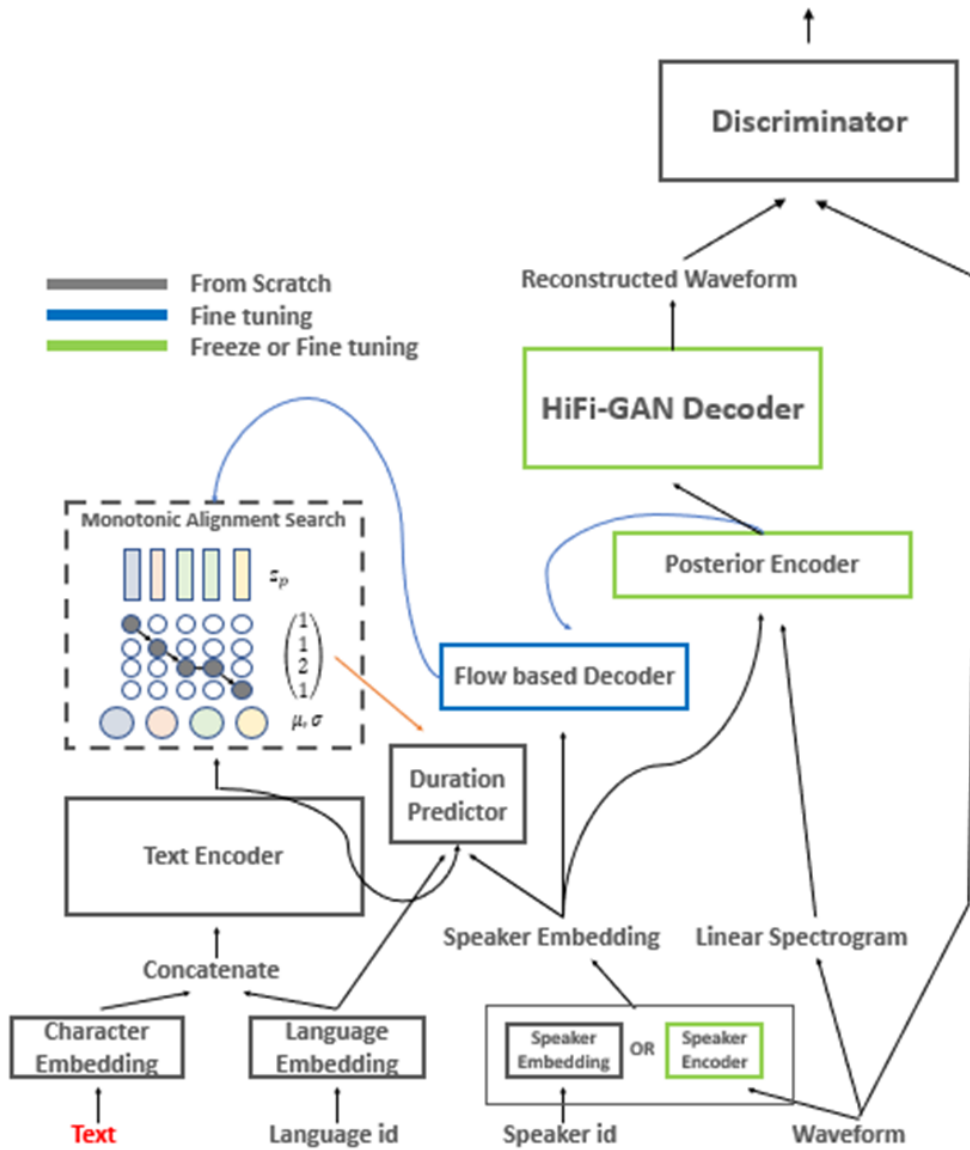 Discriminator
Reconstructed Waveform
From Scratch
Fine tuning
Freeze or Fine tuning
HiFi-GAN Decoder
Monotonic Alignment Search
z_p
1
1
2
1
μ, σ
Posterior Encoder
Flow based Decoder
Duration
Predictor
Text Encoder
Speaker Embedding
Linear Spectrogram
Concatenate
Character
Embedding
Language
Embedding
Speaker
Embedding
OR
Speaker
Encoder
Text
Language id
Speaker id
Waveform